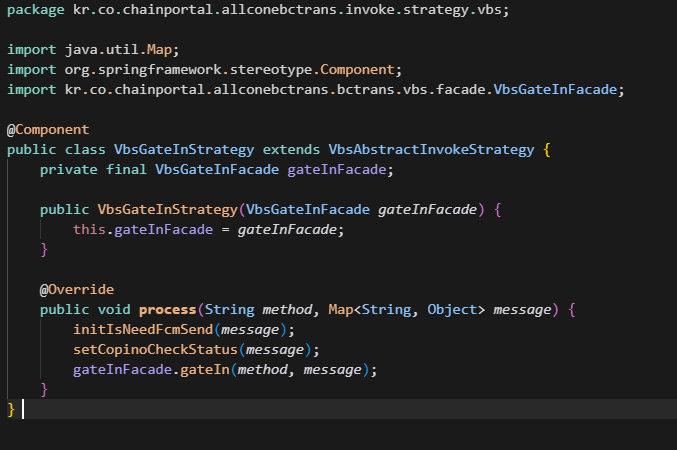 package kr.co.chainportal.allconebctrans.invoke.strategy.vbs;
import java.util.Map;
import org.springframework.stereotype.Component;
import kr.co.chainportal.allconebctrans.bctrans.vbs.facade.VbsGateInFacade;
@Component
public class VbsGateInStrategy extends VbsAbstractInvokeStrategy {
    private final VbsGateInFacade gateInFacade;
    public VbsGateInStrategy(VbsGateInFacade gateInFacade) {
        this.gateInFacade = gateInFacade;
    }
    @Override
    public void process(String method, Map<String, Object> message) {
        initIsNeedFcmSend(message);
        setCopinoCheckStatus(message);
        gateInFacade.gateIn(method, message);
    }
}